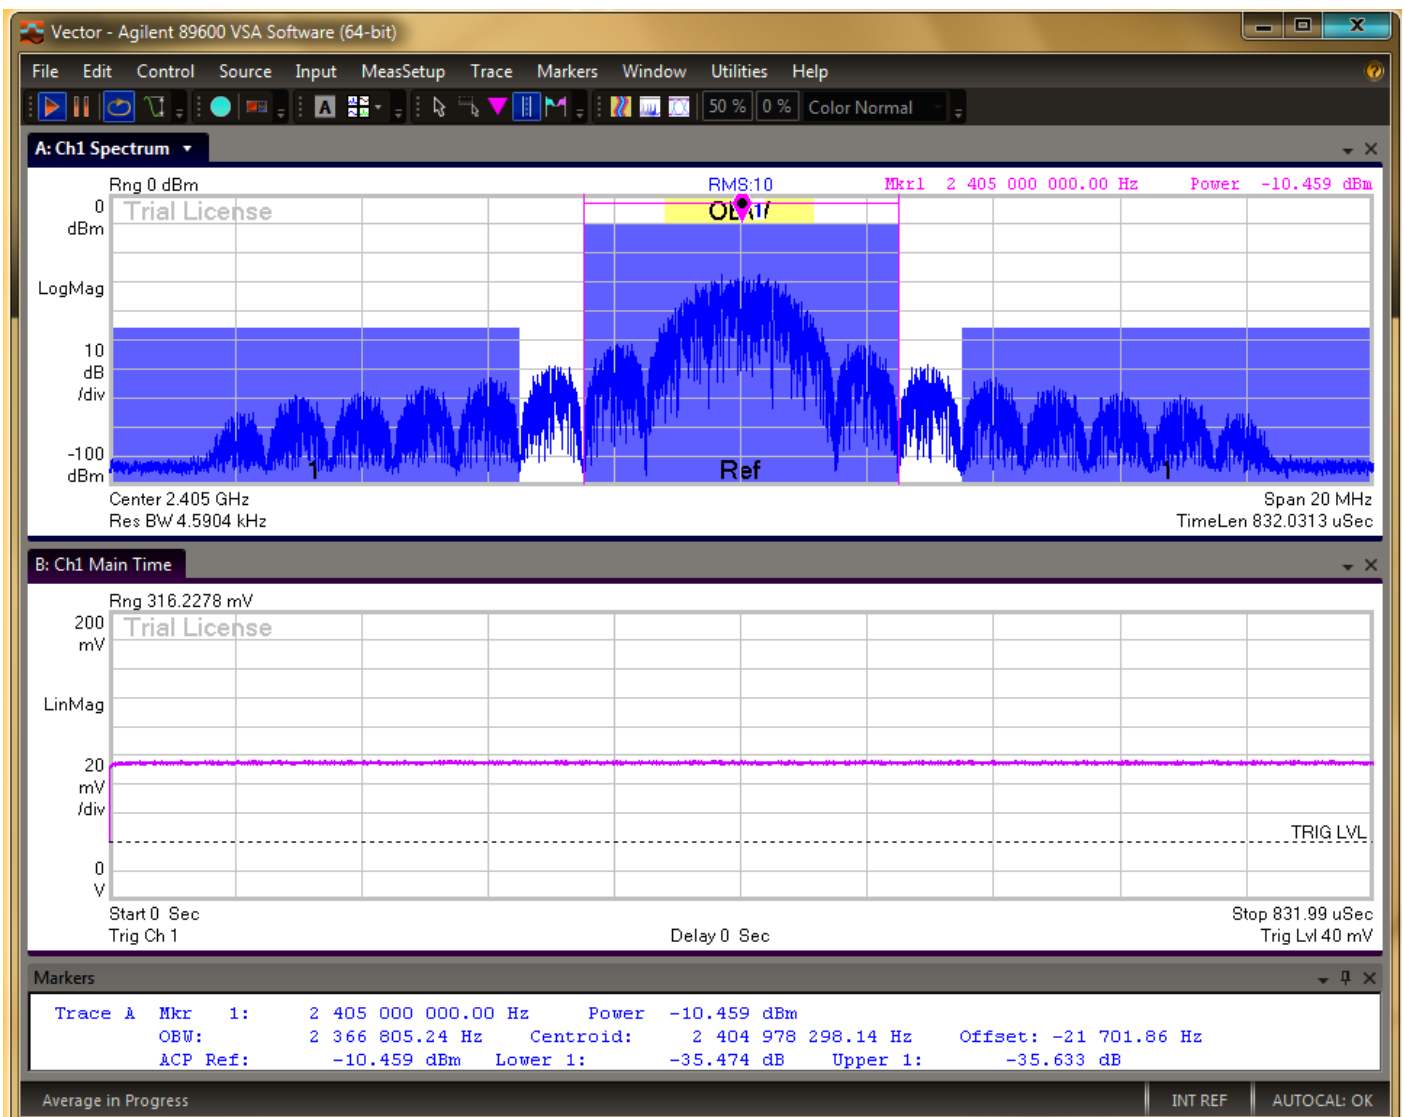 Vector - Agilent 89600 VSA Software (64-bit)
File Edit Control Source Input MeasSetup Trace Markers Window Utilities Help
A 50 % 0 % Color Normal
A: Ch1 Spectrum
Rng 0 dBm RMS:10 Mkr1 2 405 000 000.00 Hz Power -10.459 dBm
0 Trial License
dBm
LogMag
10
dB
/div
-100
dBm
1 Ref 1
Center 2.405 GHz Span 20 MHz
Res BW 4.5904 kHz TimeLen 832.0313 uSec
B: Ch1 Main Time
Rng 316.2278 mV
200 Trial License
mV
LinMag
20
mV
/div
TRIG LVL
0
V
Start 0 Sec Stop 831.99 uSec
Trig Ch 1 Delay 0 Sec Trig Lvl 40 mV
Markers
Trace A Mkr 1: 2 405 000 000.00 Hz Power -10.459 dBm
OBW: 2 366 805.24 Hz Centroid: 2 404 978 298.14 Hz Offset: -21 701.86 Hz
ACP Ref: -10.459 dBm Lower 1: -35.474 dB Upper 1: -35.633 dB
Average in Progress INT REF AUTOCAL: OK